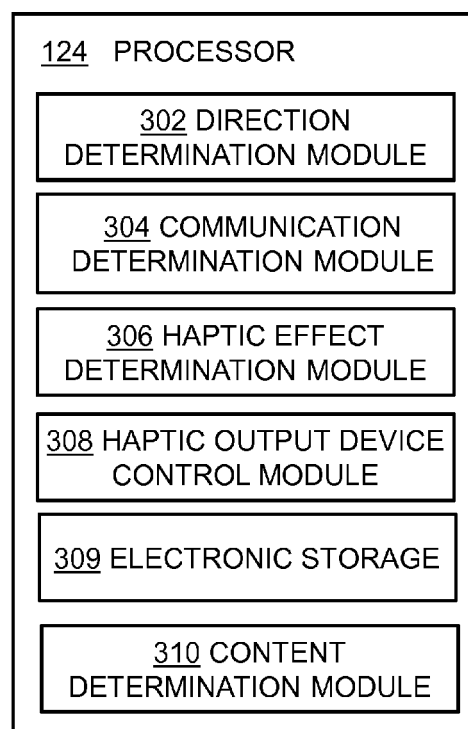 124 PROCESSOR
302 DIRECTION
DETERMINATION MODULE
304 COMMUNICATION
DETERMINATION MODULE
306 HAPTIC EFFECT
DETERMINATION MODULE
308 HAPTIC OUTPUT DEVICE
CONTROL MODULE
309 ELECTRONIC STORAGE
310 CONTENT
DETERMINATION MODULE